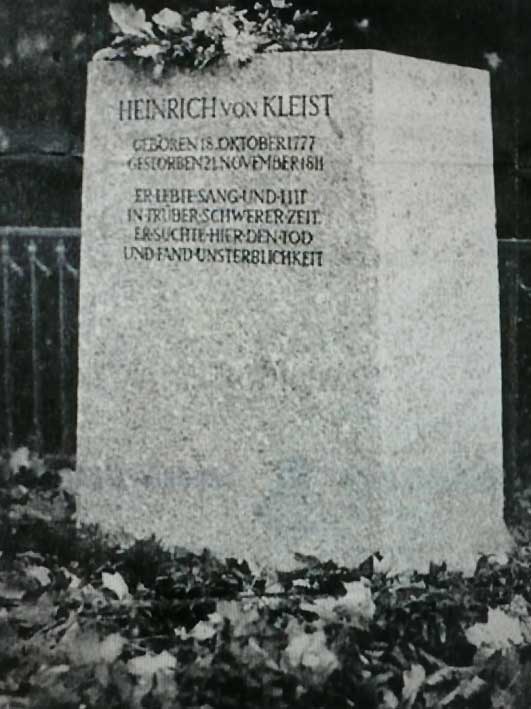 HEINRICH VON KLEIST
GEBOREN 18. OKTOBER 1777
GESTORBEN 21. NOVEMBER 1811
ER·LEBTE·SANG·UND·LITT
IN·TRÜBER·SCHWERER·ZEIT.
ER·SUCHTE·HIER·DEN·TOD
UND·FAND·UNSTERBLICHKEIT